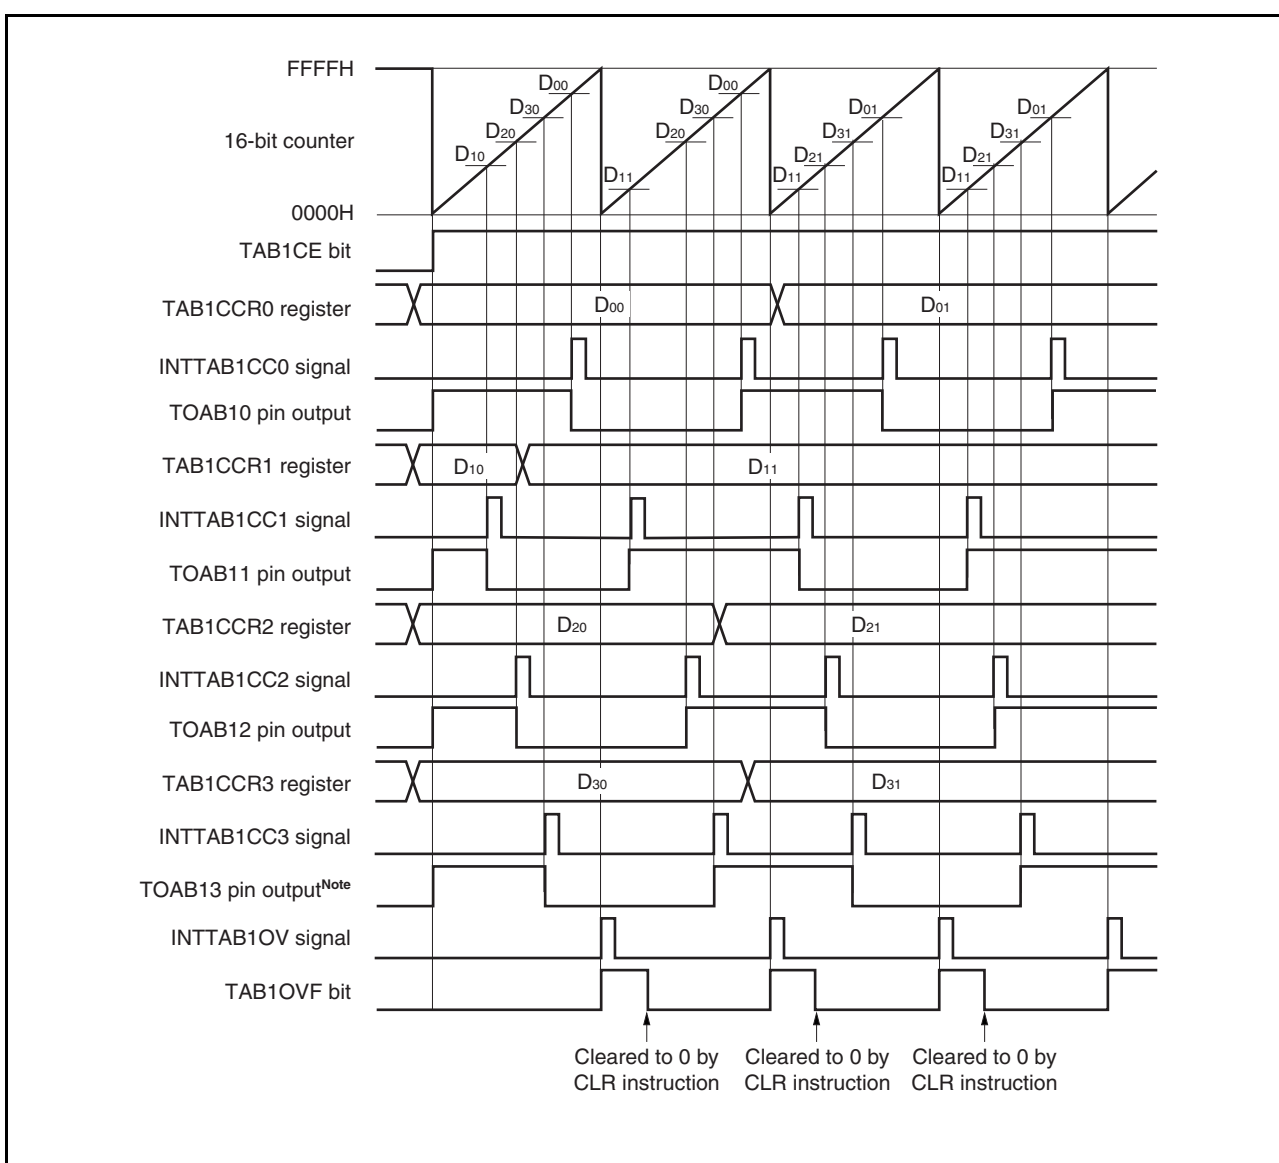 FFFFH
D00 D00
D30 D30 D01 D01
16-bit counter
D20 D20 D31 D31
D10 D21 D21
D11 D11 D11
0000H
TAB1CE bit
TAB1CCR0 register D00 D01
INTTAB1CC0 signal
TOAB10 pin output
TAB1CCR1 register D10 D11
INTTAB1CC1 signal
TOAB11 pin output
TAB1CCR2 register D20 D21
INTTAB1CC2 signal
TOAB12 pin output
TAB1CCR3 register D30 D31
INTTAB1CC3 signal
TOAB13 pin outputNote
INTTAB1OV signal
TAB1OVF bit
Cleared to 0 by
CLR instruction
Cleared to 0 by
CLR instruction
Cleared to 0 by
CLR instruction